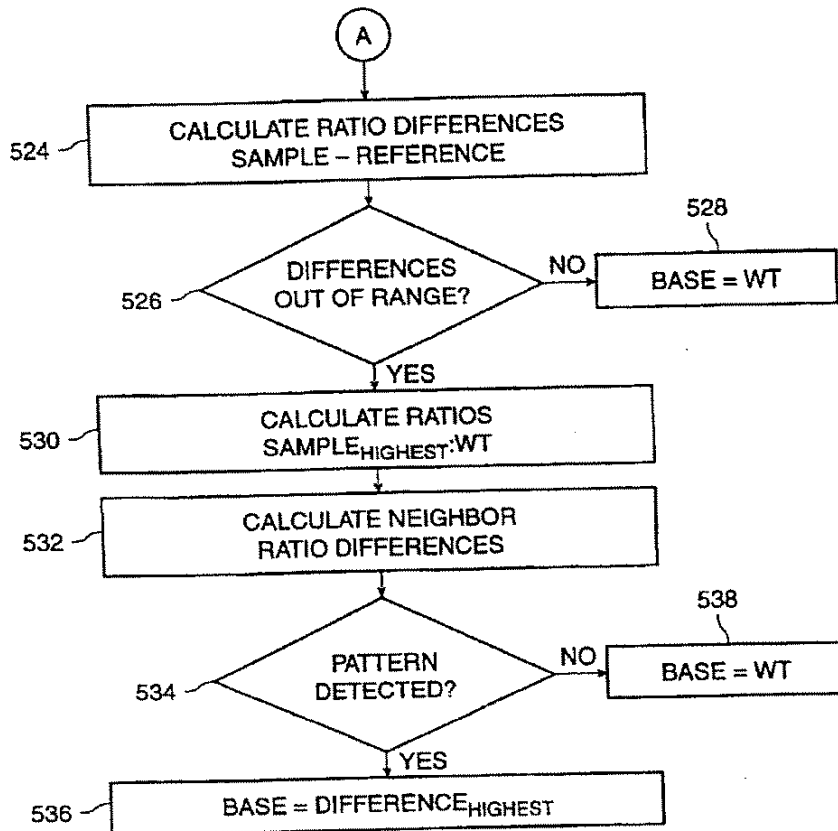 A
CALCULATE RATIO DIFFERENCES
SAMPLE – REFERENCE
524
528
DIFFERENCES
OUT OF RANGE?
NO
BASE = WT
526
YES
CALCULATE RATIOS
SAMPLEHIGHEST:WT
530
CALCULATE NEIGHBOR
RATIO DIFFERENCES
532
538
PATTERN
DETECTED?
NO
BASE = WT
534
YES
BASE = DIFFERENCEHIGHEST
536